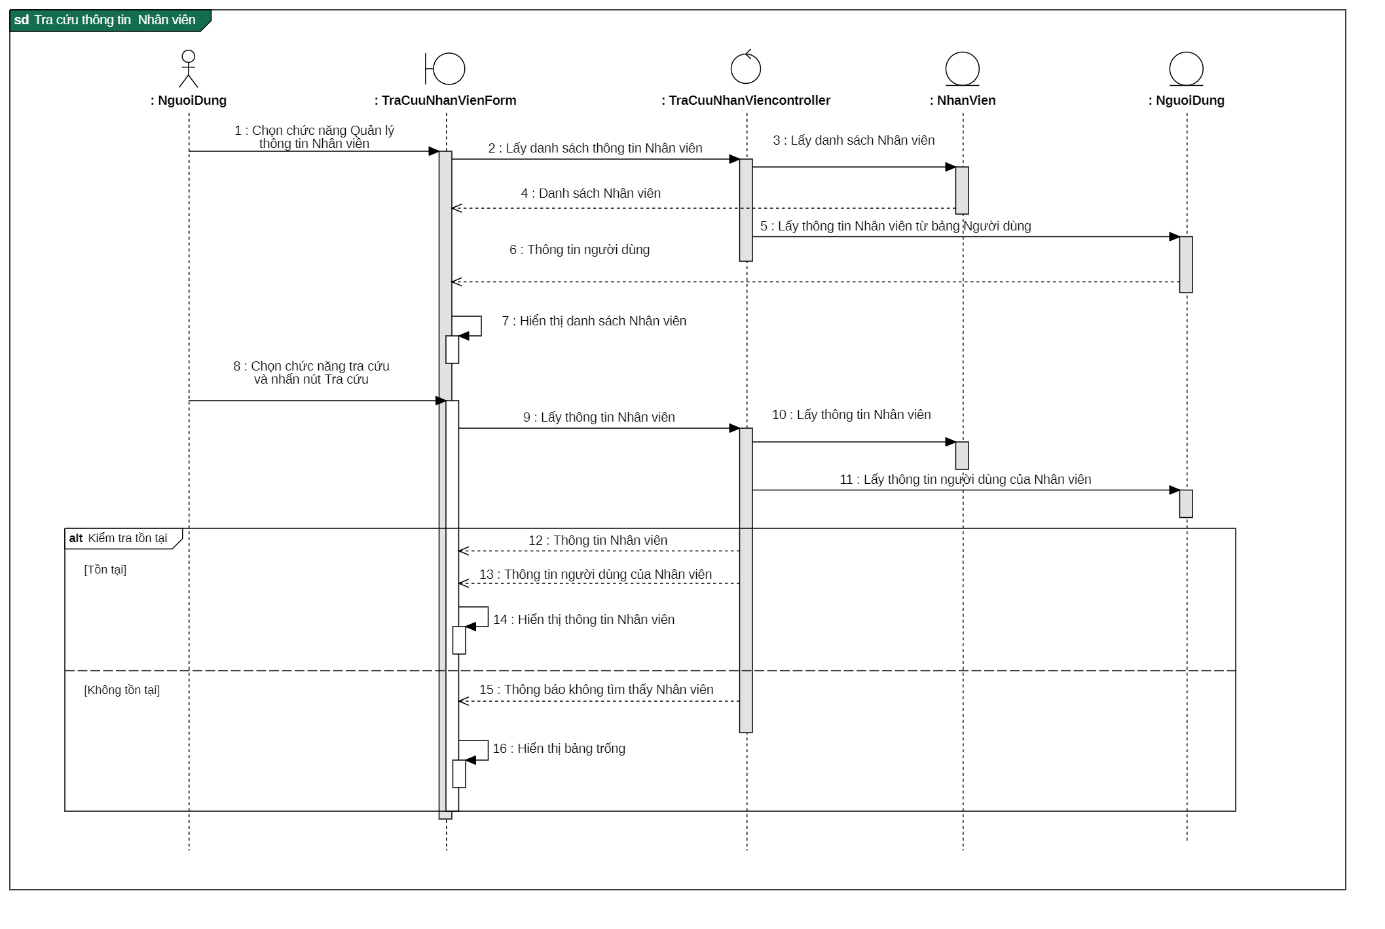 sd Tra cứu thông tin Nhân viên
: NguoiDung
: TraCuuNhanVienForm
: TraCuuNhanViencontroller
: NhanVien
: NguoiDung
1 : Chọn chức năng Quản lý
thông tin Nhân viên
2 : Lấy danh sách thông tin Nhân viên
3 : Lấy danh sách Nhân viên
4 : Danh sách Nhân viên
5 : Lấy thông tin Nhân viên từ bảng Người dùng
6 : Thông tin người dùng
7 : Hiển thị danh sách Nhân viên
8 : Chọn chức năng tra cứu
và nhấn nút Tra cứu
9 : Lấy thông tin Nhân viên
10 : Lấy thông tin Nhân viên
11 : Lấy thông tin người dùng của Nhân viên
alt Kiểm tra tồn tại
12 : Thông tin Nhân viên
[Tồn tại]
13 : Thông tin người dùng của Nhân viên
14 : Hiển thị thông tin Nhân viên
[Không tồn tại]
15 : Thông báo không tìm thấy Nhân viên
16 : Hiển thị bảng trống